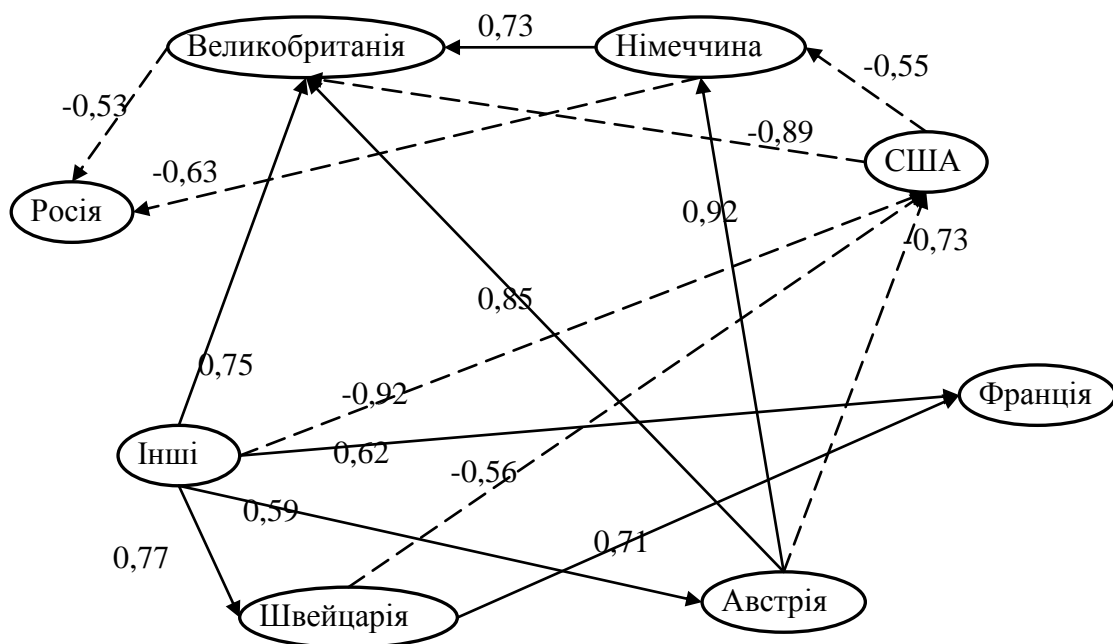 Великобританія
0,73
Німеччина
-0,55
-0,53
-0,89
США
-0,63
Росія
0,92
-0,73
0,85
0,75
-0,92
Франція
Інші
0,62
-0,56
0,59
0,71
0,77
Швейцарія
Австрія